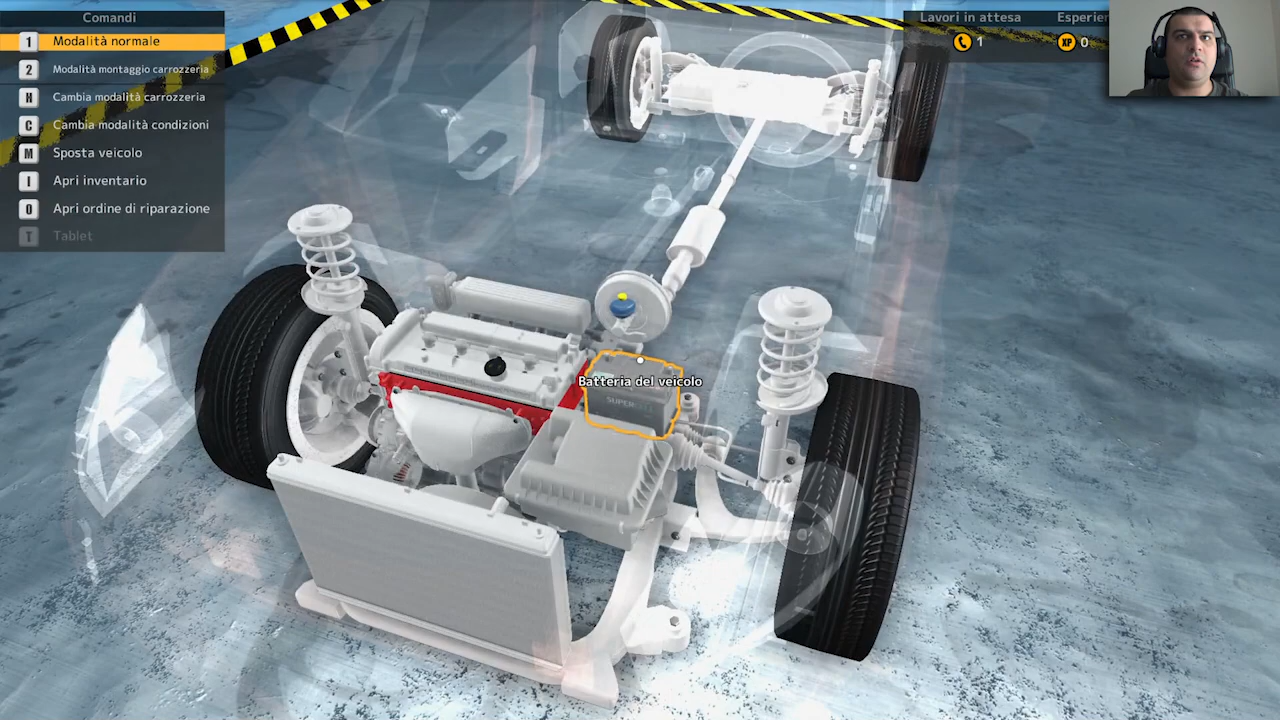 Comandi
1 Modalità normale
2 Modalità montaggio carrozzeria
H Cambia modalità carrozzeria
C Cambia modalità condizioni
M Sposta veicolo
I Apri inventario
O Apri ordine di riparazione
T Tablet
Lavori in attesa
1
Esperien
XP 0
Batteria del veicolo
SUPER